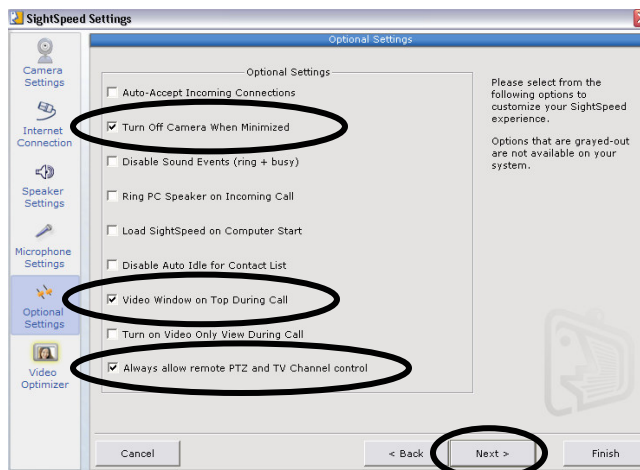 SightSpeed Settings
Optional Settings
Camera
Settings
Internet
Connection
Speaker
Settings
Microphone
Settings
Optional
Settings
Video
Optimizer
Optional Settings
Auto-Accept Incoming Connections
Turn Off Camera When Minimized
Disable Sound Events (ring + busy)
Ring PC Speaker on Incoming Call
Load SightSpeed on Computer Start
Disable Auto Idle for Contact List
Video Window on Top During Call
Turn on Video Only View During Call
Always allow remote PTZ and TV Channel control
Please select from the
following options to
customize your SightSpeed
experience.
Options that are grayed-out
are not available on your
system.
Cancel
< Back
Next >
Finish